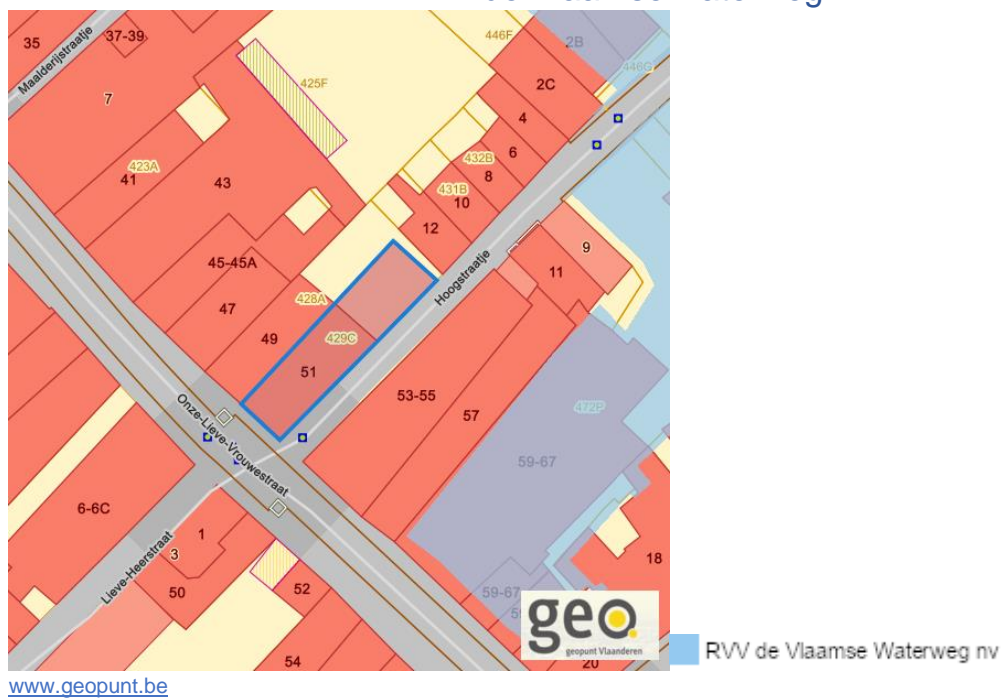 35
37-39
446F
2B
446G
Maalderijstraatje
425F
2C
7
4
6
432B
8
423A
41
43
431B
10
12
9
45-45A
11
Hoogstraatje
428A
47
49
429C
51
53-55
57
472P
Onze-Lieve-Vrouwestraat
59-67
6-6C
1
3
Lieve-Heerstraat
50
52
18
59-67
54
20
geo
geopunt Vlaanderen
RVV de Vlaamse Waterweg nv
www.geopunt.be